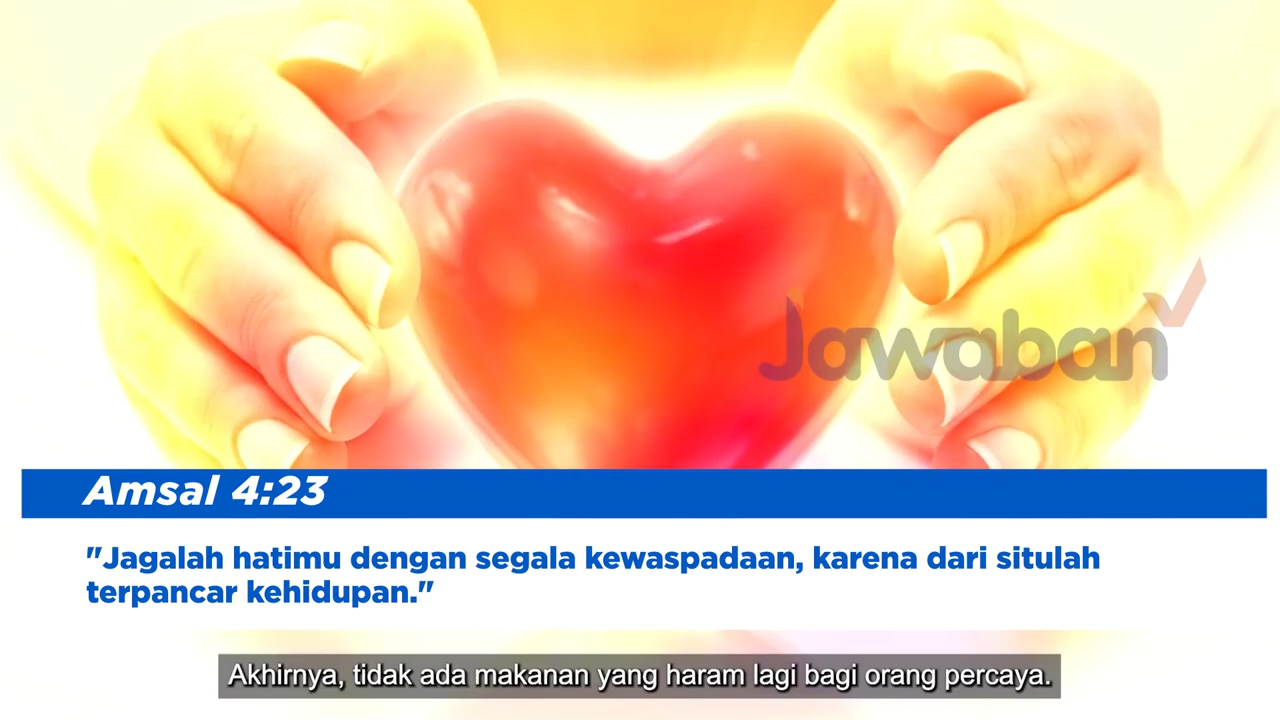 Jawaban
Amsal 4:23
"Jagalah hatimu dengan segala kewaspadaan, karena dari situlah
terpancar kehidupan."
Akhirnya, tidak ada makanan yang haram lagi bagi orang percaya.